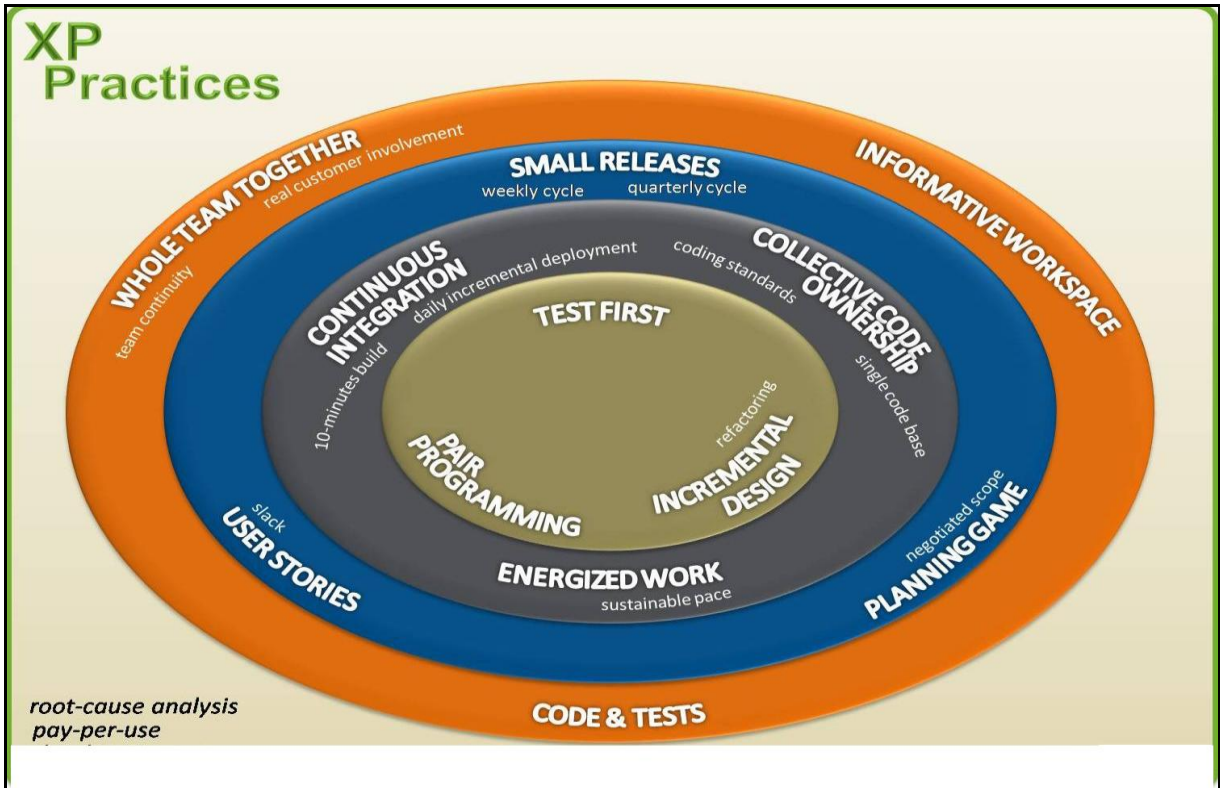 XP
Practices
WHOLE TEAM TOGETHER
real customer involvement
team continuity
INFORMATIVE WORKSPACE
SMALL RELEASES
weekly cycle
quarterly cycle
CONTINUOUS
INTEGRATION
daily incremental deployment
10-minutes build
coding standards
COLLECTIVE CODE
OWNERSHIP
single code base
TEST FIRST
PAIR
PROGRAMMING
refactoring
INCREMENTAL
DESIGN
slack
USER STORIES
negotiated scope
PLANNING GAME
ENERGIZED WORK
sustainable pace
CODE & TESTS
root-cause analysis
pay-per-use